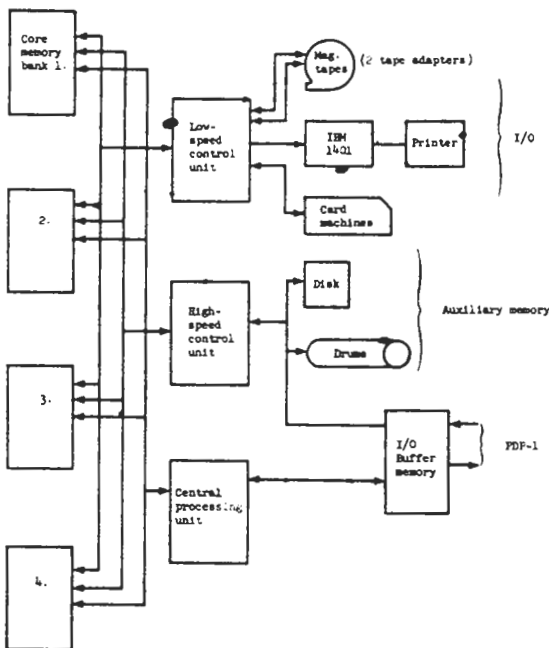 Core
memory
bank 1.
Mag.
tapes
(2 tape adapters)
Low-
speed
control
unit
IBM
1401
Printer
I/O
Card
machines
2.
High-
speed
control
unit
Disk
Auxiliary memory
Drums
3.
I/O
Buffer
memory
PDP-1
Central
processing
unit
4.